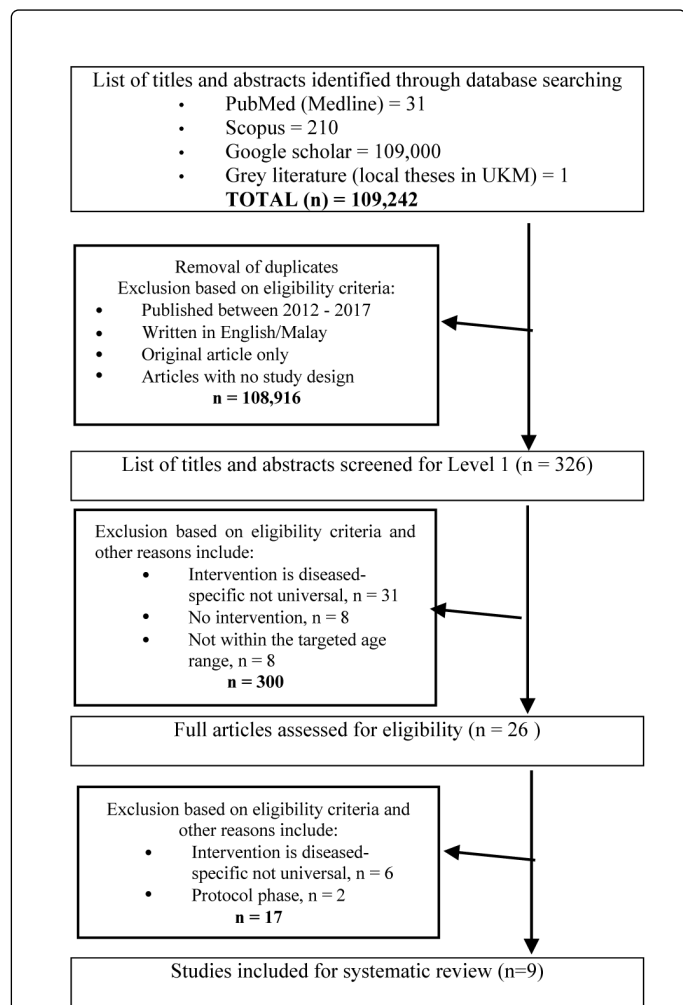 List of titles and abstracts identified through database searching
• PubMed (Medline) = 31
• Scopus = 210
• Google scholar = 109,000
• Grey literature (local theses in UKM) = 1
TOTAL (n) = 109,242
Removal of duplicates
Exclusion based on eligibility criteria:
• Published between 2012 - 2017
• Written in English/Malay
• Original article only
• Articles with no study design
n = 108,916
List of titles and abstracts screened for Level 1 (n = 326)
Exclusion based on eligibility criteria and
other reasons include:
• Intervention is diseased-
specific not universal, n = 31
• No intervention, n = 8
• Not within the targeted age
range, n = 8
n = 300
Full articles assessed for eligibility (n = 26 )
Exclusion based on eligibility criteria and
other reasons include:
• Intervention is diseased-
specific not universal, n = 6
• Protocol phase, n = 2
n = 17
Studies included for systematic review (n=9)